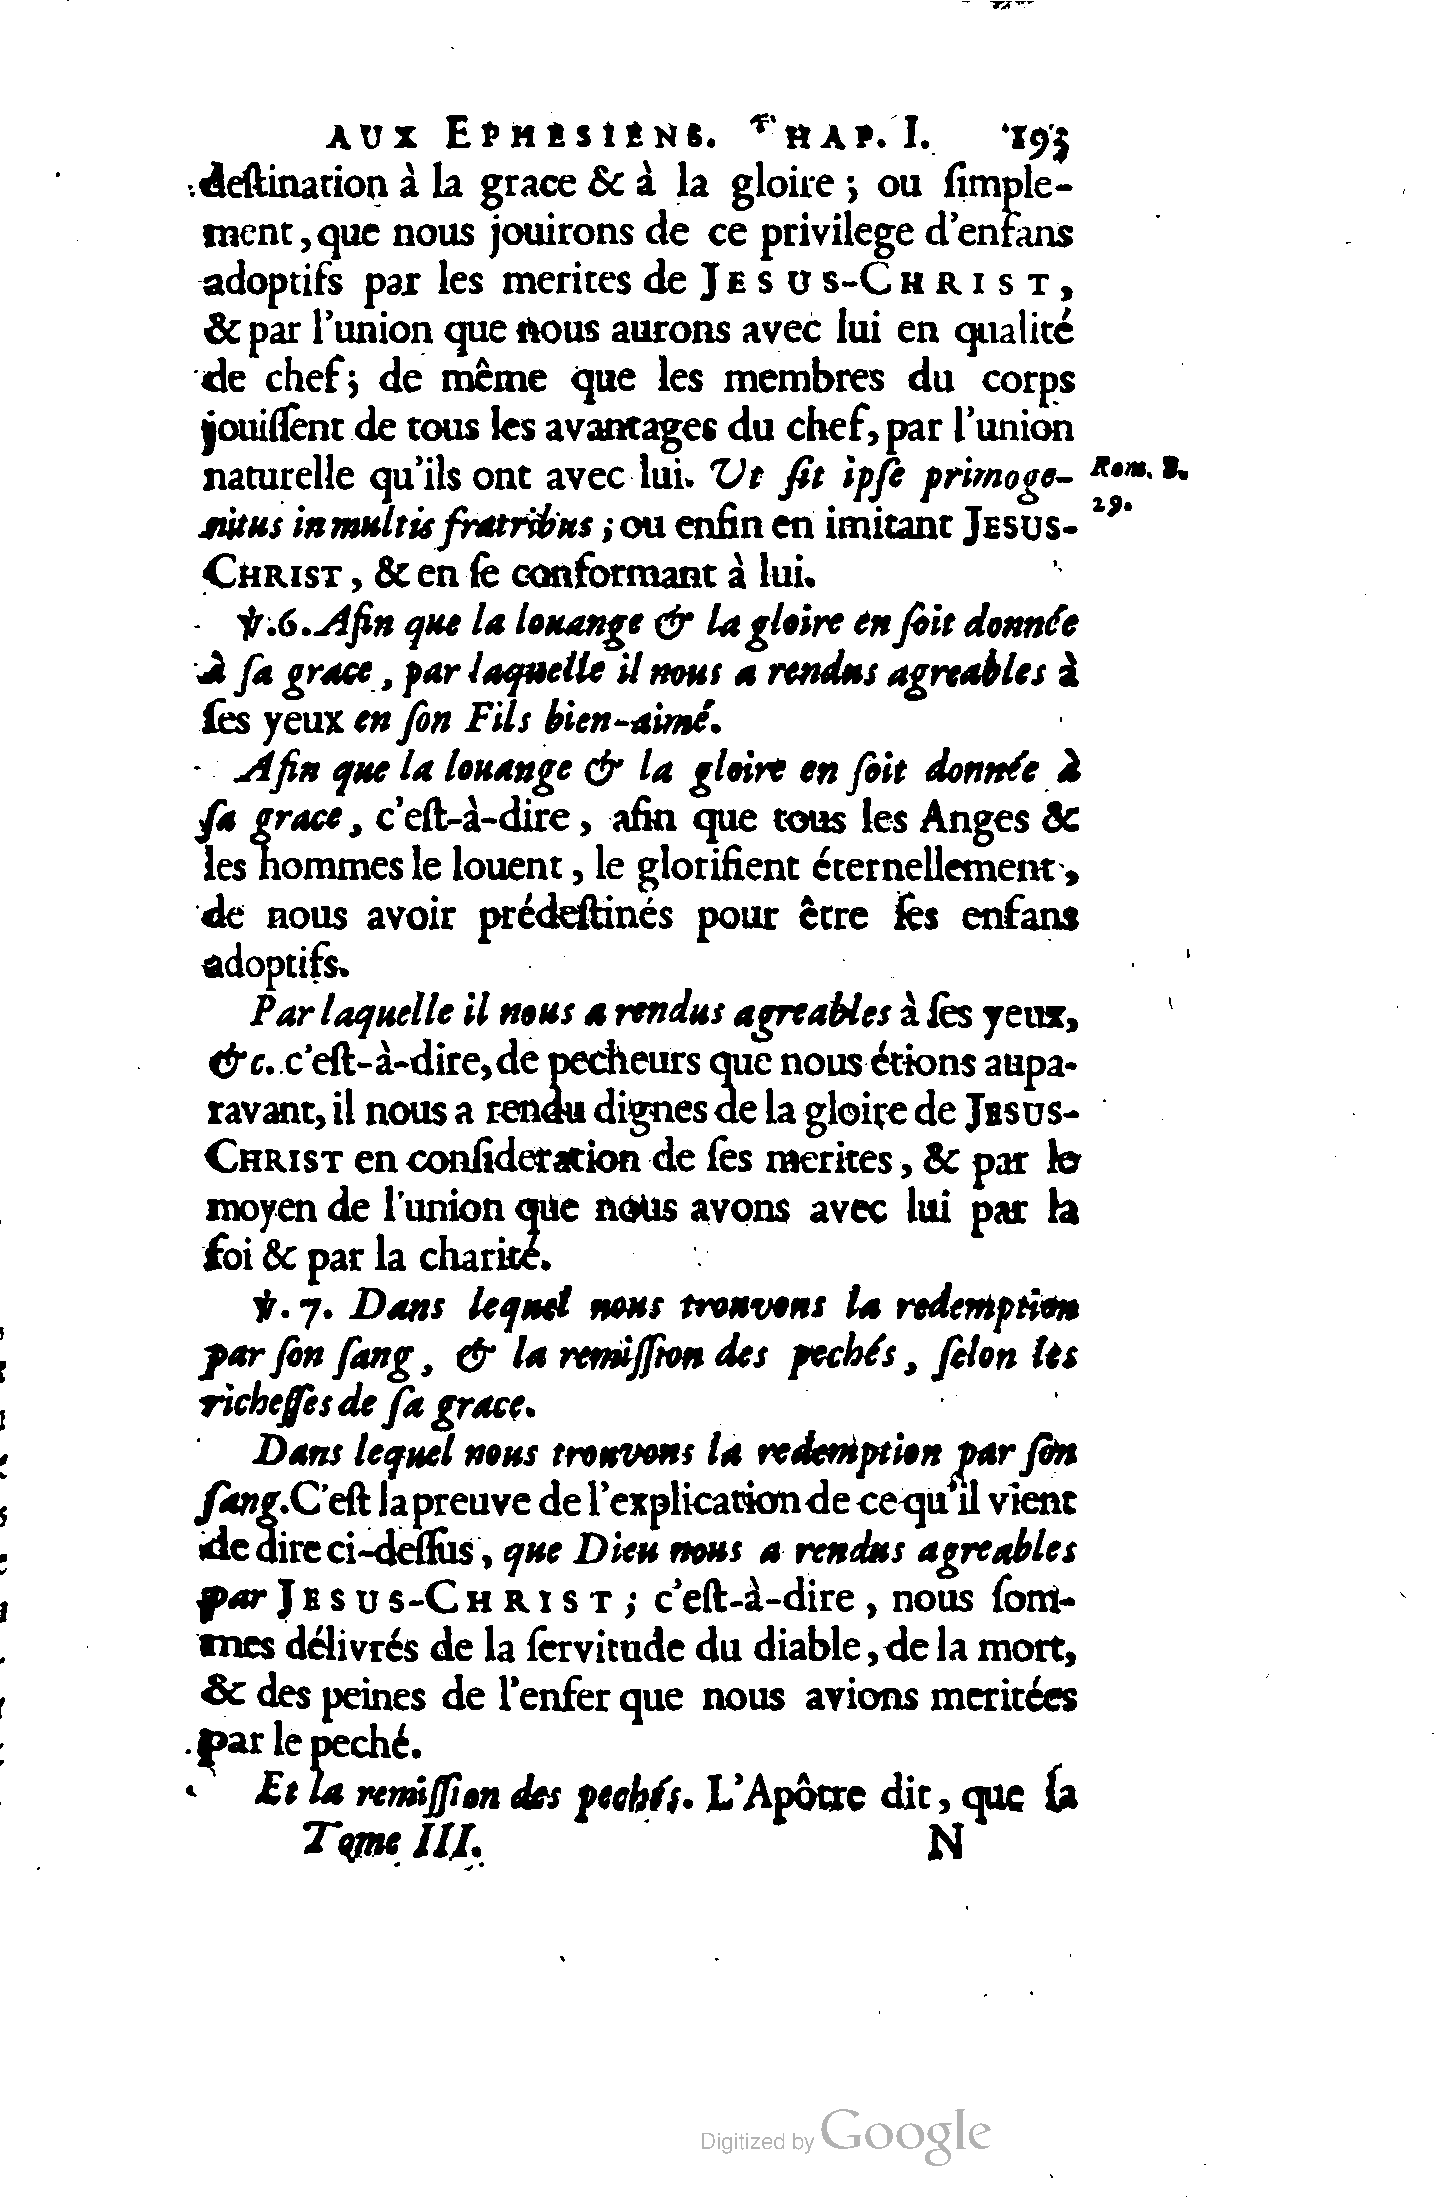 AUX EPHESIENS. CHAP. I. 193
deſtination à la grace & à la gloire ; ou ſimple-
ment, que nous jouirons de ce privilege d'enfans
adoptifs par les merites de JESUS-CHRIST,
& par l'union que nous aurons avec lui en qualité
de chef; de même que les membres du corps
jouiſſent de tous les avantages du chef, par l'union
naturelle qu'ils ont avec lui. Ut ſit ipſe primoge- Rom. 8.
nitus in multis fratribus ; ou enfin en imitant JESUS- 29.
CHRIST, & en ſe conformant à lui.
℣. 6. Afin que la louange & la gloire en ſoit donnée
à ſa grace, par laquelle il nous a rendus agreables à
ſes yeux en ſon Fils bien-aimé.
Afin que la louange & la gloire en ſoit donnée à
ſa grace, c'eſt-à-dire, afin que tous les Anges &
les hommes le louent, le glorifient éternellement,
de nous avoir prédeſtinés pour être ſes enfans
adoptifs.
Par laquelle il nous a rendus agreables à ſes yeux,
&c. c'eſt-à-dire, de pecheurs que nous étions aupa-
ravant, il nous a rendu dignes de la gloire de JESUS-
CHRIST en conſideration de ſes merites, & par le
moyen de l'union que nous avons avec lui par la
foi & par la charité.
℣. 7. Dans lequel nous trouvons la redemption
par ſon ſang, & la remiſſion des pechés, ſelon les
richeſſes de ſa grace.
Dans lequel nous trouvons la redemption par ſon
ſang. C'eſt la preuve de l'explication de ce qu'il vient
de dire ci-deſſus, que Dieu nous a rendus agreables
par JESUS-CHRIST ; c'eſt-à-dire, nous ſom-
mes délivrés de la ſervitude du diable, de la mort,
& des peines de l'enfer que nous avions meritées
par le peché.
Et la remiſſion des pechés. L'Apôtre dit, que ſa
Tome III. N
Digitized by Google